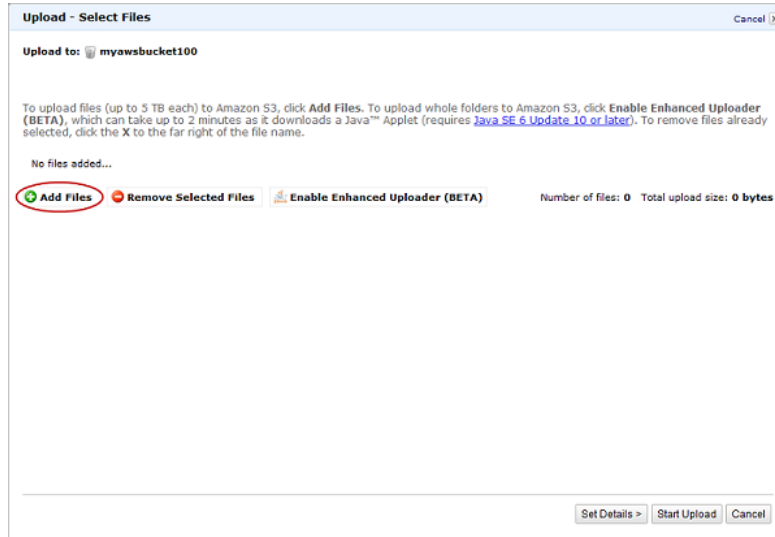 Upload - Select Files
Cancel
Upload to: myawsbucket100
To upload files (up to 5 TB each) to Amazon S3, click Add Files. To upload whole folders to Amazon S3, click Enable Enhanced Uploader
(BETA), which can take up to 2 minutes as it downloads a Java™ Applet (requires Java SE 6 Update 10 or later). To remove files already
selected, click the X to the far right of the file name.
No files added...
Add Files Remove Selected Files Enable Enhanced Uploader (BETA) Number of files: 0 Total upload size: 0 bytes
Set Details > Start Upload Cancel